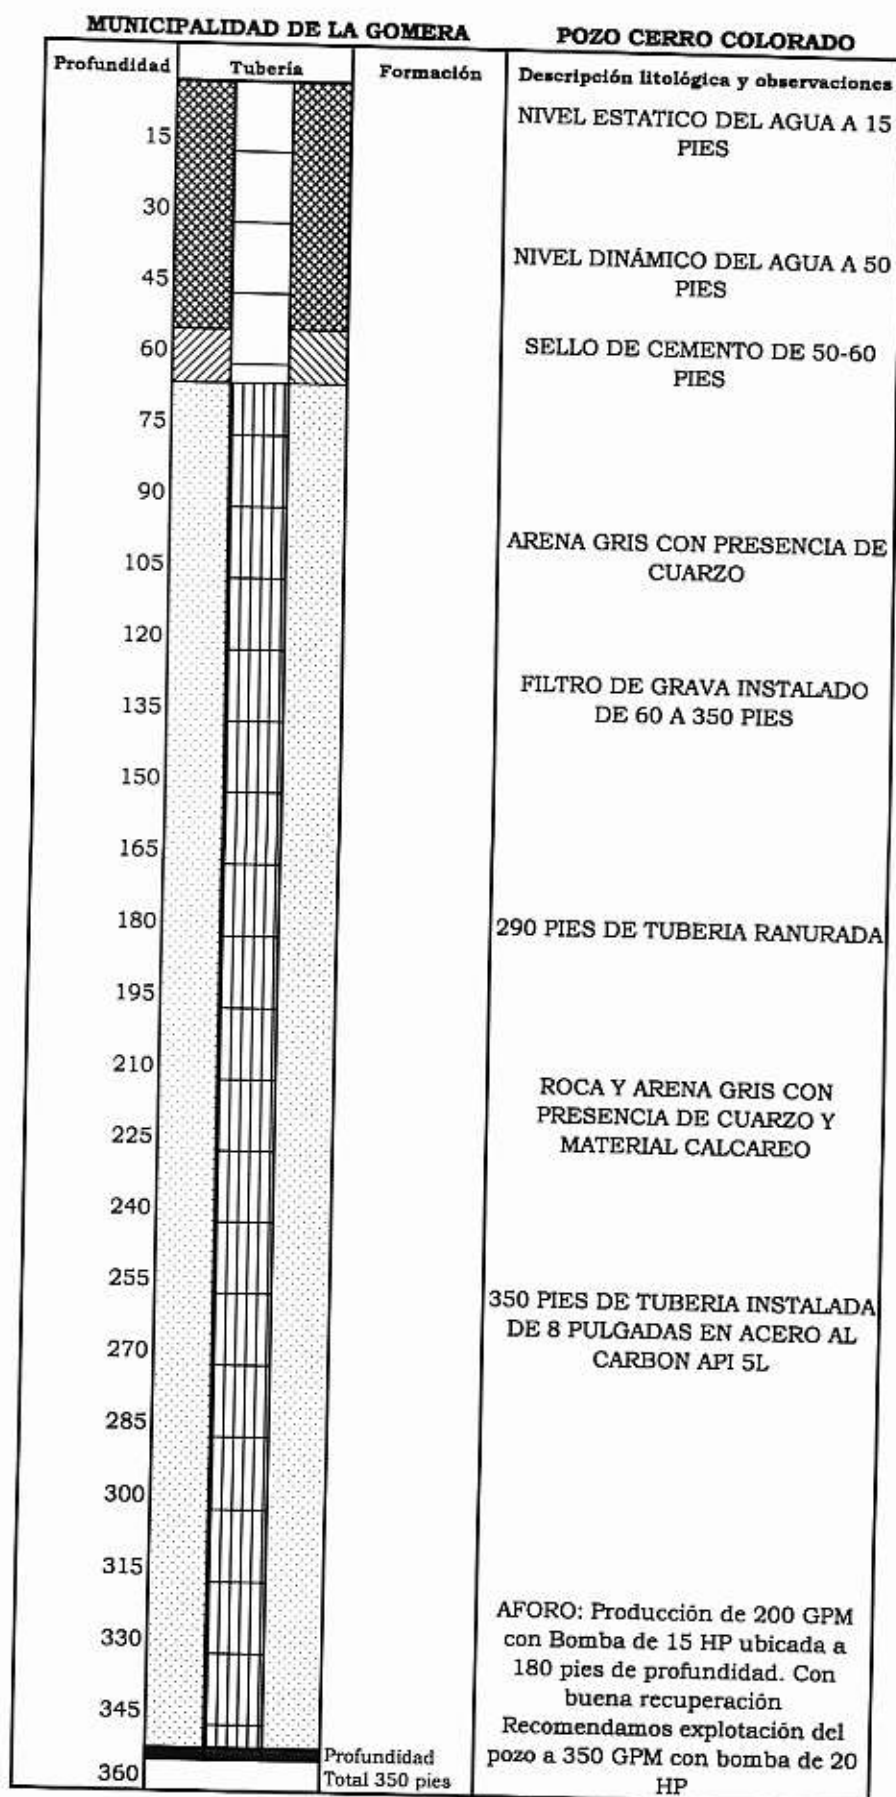 MUNICIPALIDAD DE LA GOMERA POZO CERRO COLORADO
Profundidad Tubería Formación Descripción litológica y observaciones
NIVEL ESTATICO DEL AGUA A 15
PIES
15
30
NIVEL DINÁMICO DEL AGUA A 50
PIES
45
60
SELLO DE CEMENTO DE 50-60
PIES
75
90
ARENA GRIS CON PRESENCIA DE
CUARZO
105
120
FILTRO DE GRAVA INSTALADO
DE 60 A 350 PIES
135
150
165
180
290 PIES DE TUBERIA RANURADA
195
210
ROCA Y ARENA GRIS CON
PRESENCIA DE CUARZO Y
MATERIAL CALCAREO
225
240
255
350 PIES DE TUBERIA INSTALADA
DE 8 PULGADAS EN ACERO AL
CARBON API 5L
270
285
300
315
AFORO: Producción de 200 GPM
con Bomba de 15 HP ubicada a
180 pies de profundidad. Con
buena recuperación
Recomendamos explotación del
pozo a 350 GPM con bomba de 20
HP
330
345
360
Profundidad
Total 350 pies